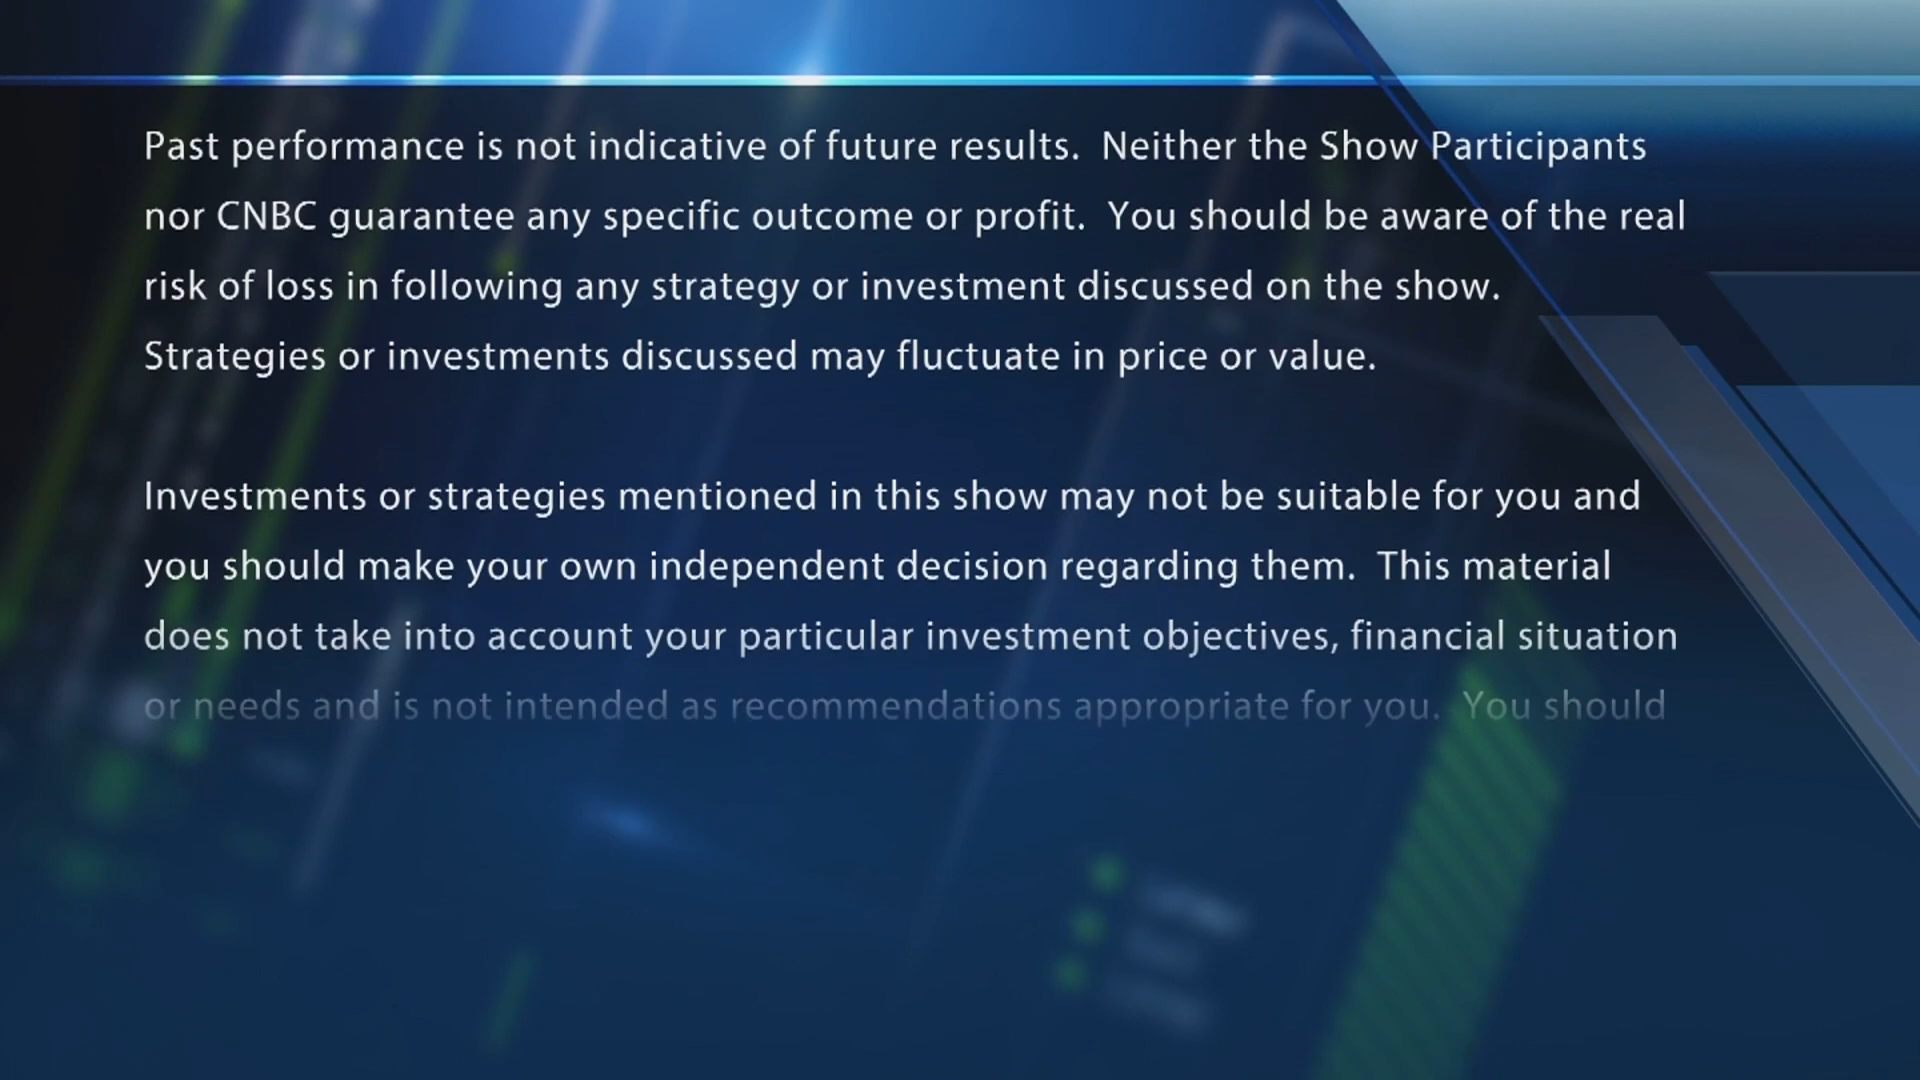 Past performance is not indicative of future results.  Neither the Show Participants
nor CNBC guarantee any specific outcome or profit.  You should be aware of the real
risk of loss in following any strategy or investment discussed on the show.
Strategies or investments discussed may fluctuate in price or value.
Investments or strategies mentioned in this show may not be suitable for you and
you should make your own independent decision regarding them.  This material
does not take into account your particular investment objectives, financial situation
or needs and is not intended as recommendations appropriate for you.  You should